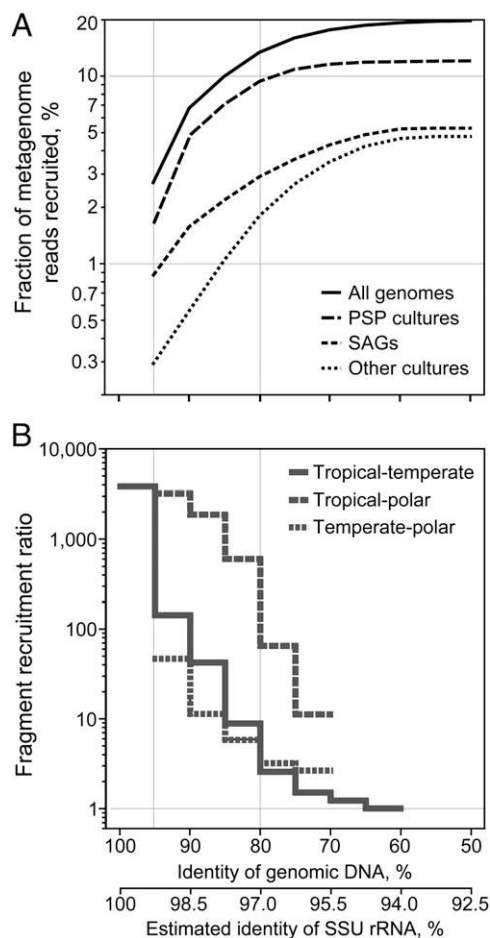 A
Fraction of metagenome
reads recruited, %
20
10
7
5
3
2
1
0.7
0.5
0.3
All genomes
PSP cultures
SAGs
Other cultures
B
Fragment recruitment ratio
10,000
1,000
100
10
1
Tropical-temperate
Tropical-polar
Temperate-polar
100 90 80 70 60 50
Identity of genomic DNA, %
100 98.5 97.0 95.5 94.0 92.5
Estimated identity of SSU rRNA, %